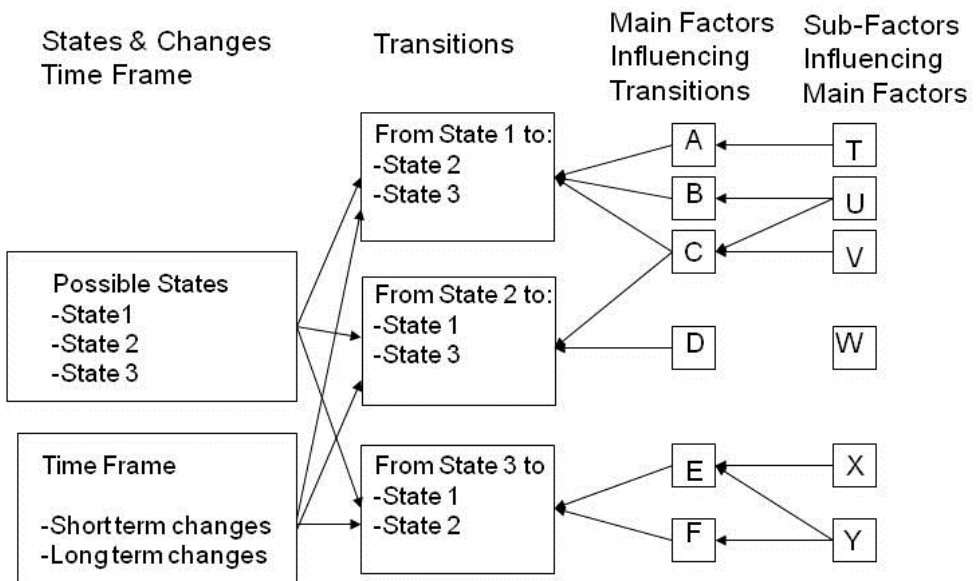 States & Changes
Time Frame
Transitions
Main Factors
Influencing
Transitions
Sub-Factors
Influencing
Main Factors
Possible States
-State1
-State 2
-State 3
Time Frame
-Short term changes
-Long term changes
From State 1 to:
-State 2
-State 3
From State 2 to:
-State 1
-State 3
From State 3 to
-State 1
-State 2
A
B
C
D
E
F
T
U
V
W
X
Y